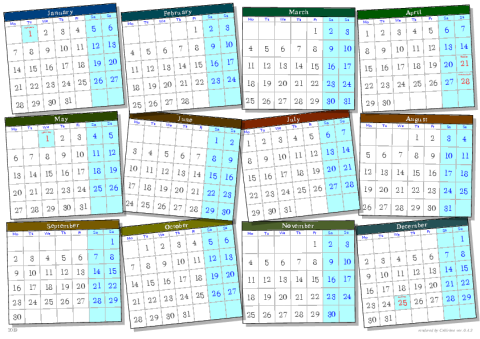 January
Mo Tu We Th Fr Sa Su
1 2 3 4 5 6
7 8 9 10 11 12 13
14 15 16 17 18 19 20
21 22 23 24 25 26 27
28 29 30 31
February
Mo Tu We Th Fr Sa Su
1 2 3
4 5 6 7 8 9 10
11 12 13 14 15 16 17
18 19 20 21 22 23 24
25 26 27 28
March
Mo Tu We Th Fr Sa Su
1 2 3
4 5 6 7 8 9 10
11 12 13 14 15 16 17
18 19 20 21 22 23 24
25 26 27 28 29 30 31
April
Mo Tu We Th Fr Sa Su
1 2 3 4 5 6 7
8 9 10 11 12 13 14
15 16 17 18 19 20 21
22 23 24 25 26 27 28
29 30
May
Mo Tu We Th Fr Sa Su
1 2 3 4 5
6 7 8 9 10 11 12
13 14 15 16 17 18 19
20 21 22 23 24 25 26
27 28 29 30 31
June
Mo Tu We Th Fr Sa Su
1 2
3 4 5 6 7 8 9
10 11 12 13 14 15 16
17 18 19 20 21 22 23
24 25 26 27 28 29 30
July
Mo Tu We Th Fr Sa Su
1 2 3 4 5 6 7
8 9 10 11 12 13 14
15 16 17 18 19 20 21
22 23 24 25 26 27 28
29 30 31
August
Mo Tu We Th Fr Sa Su
1 2 3 4
5 6 7 8 9 10 11
12 13 14 15 16 17 18
19 20 21 22 23 24 25
26 27 28 29 30 31
September
Mo Tu We Th Fr Sa Su
1
2 3 4 5 6 7 8
9 10 11 12 13 14 15
16 17 18 19 20 21 22
23 24 25 26 27 28 29
30
October
Mo Tu We Th Fr Sa Su
1 2 3 4 5 6
7 8 9 10 11 12 13
14 15 16 17 18 19 20
21 22 23 24 25 26 27
28 29 30 31
November
Mo Tu We Th Fr Sa Su
1 2 3
4 5 6 7 8 9 10
11 12 13 14 15 16 17
18 19 20 21 22 23 24
25 26 27 28 29 30
December
Mo Tu We Th Fr Sa Su
1
2 3 4 5 6 7 8
9 10 11 12 13 14 15
16 17 18 19 20 21 22
23 24 25 26 27 28 29
30 31